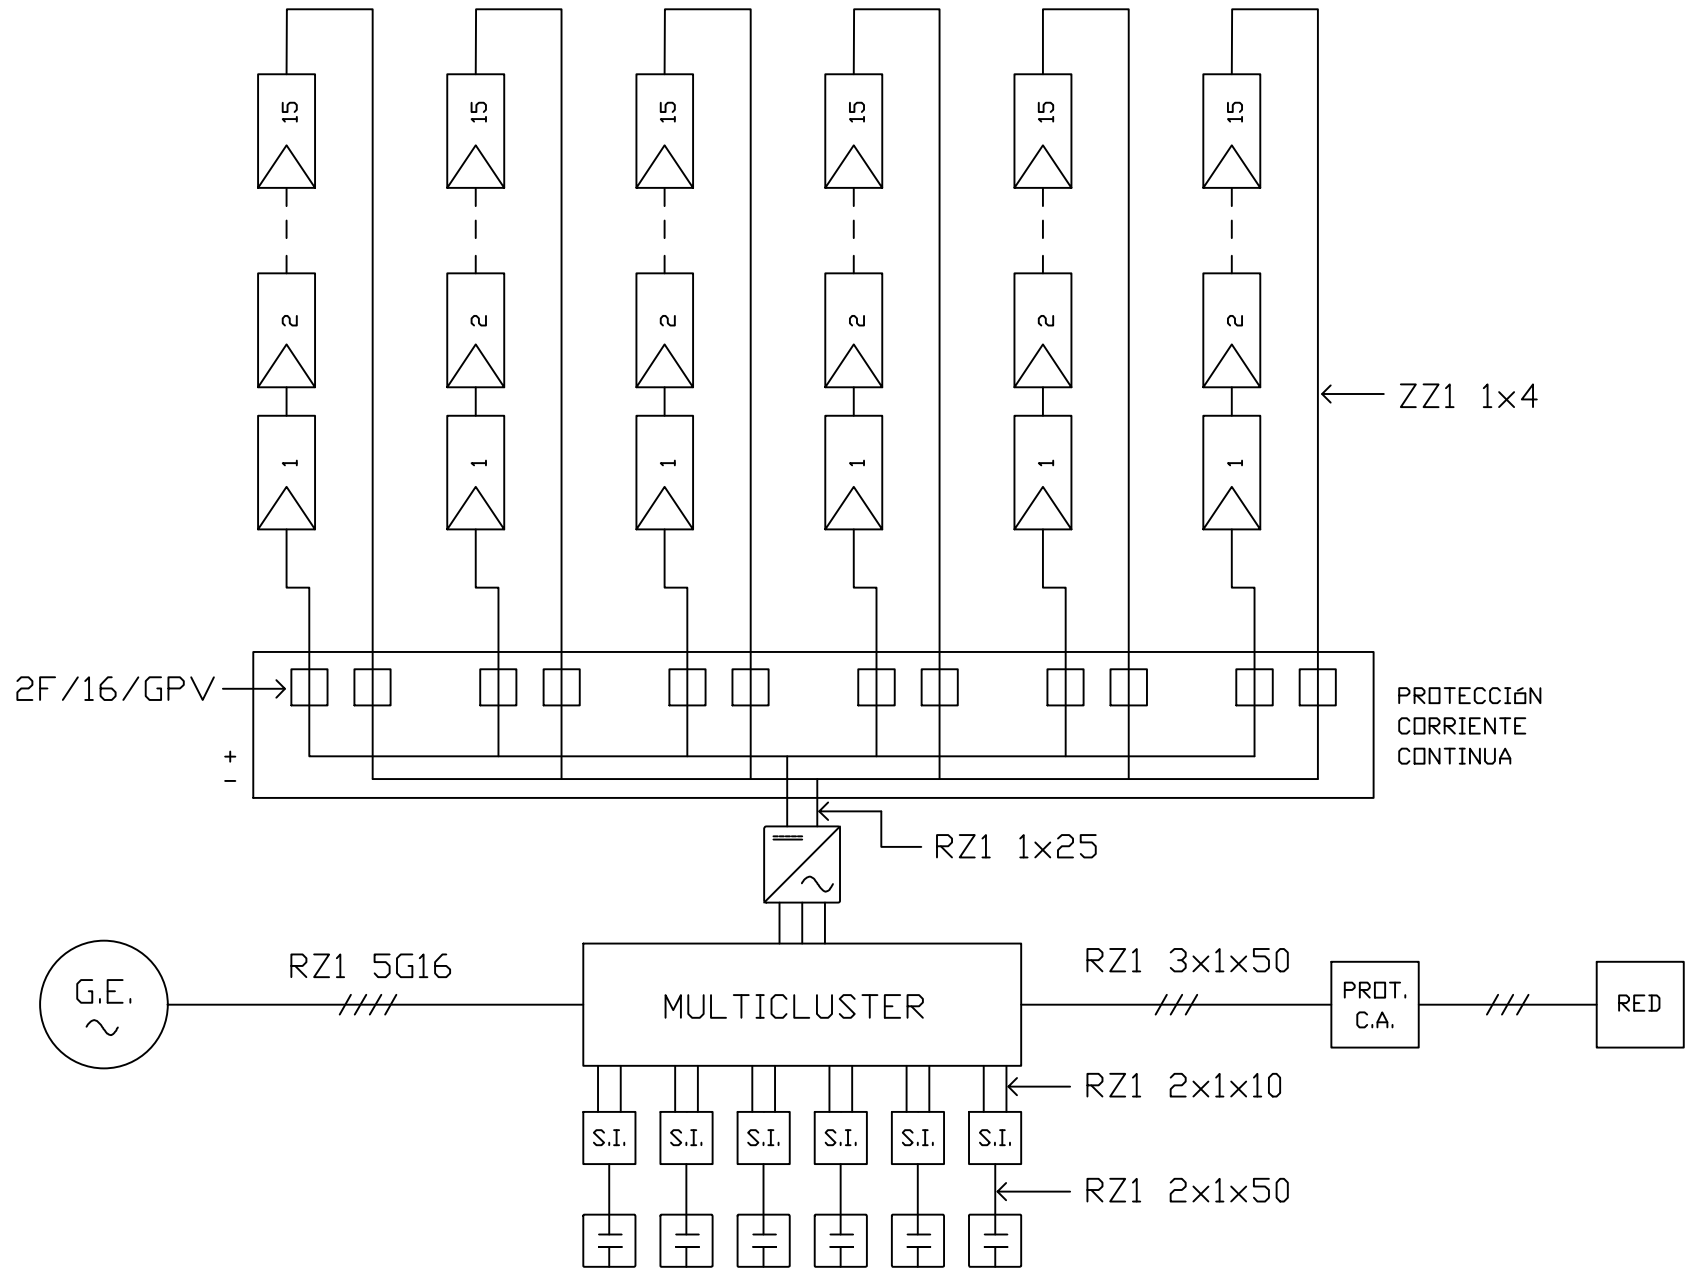 15 15 15 15 15 15
2 2 2 2 2 2
ZZ1 1x4
1 1 1 1 1 1
2F/16/GPV
PROTECCIóN
CORRIENTE
CONTINUA
+
-
RZ1 1x25
G.E.
RZ1 5G16
MULTICLUSTER
RZ1 3x1x50
PROT.
C.A.
RED
RZ1 2x1x10
S.I. S.I. S.I. S.I. S.I. S.I.
RZ1 2x1x50